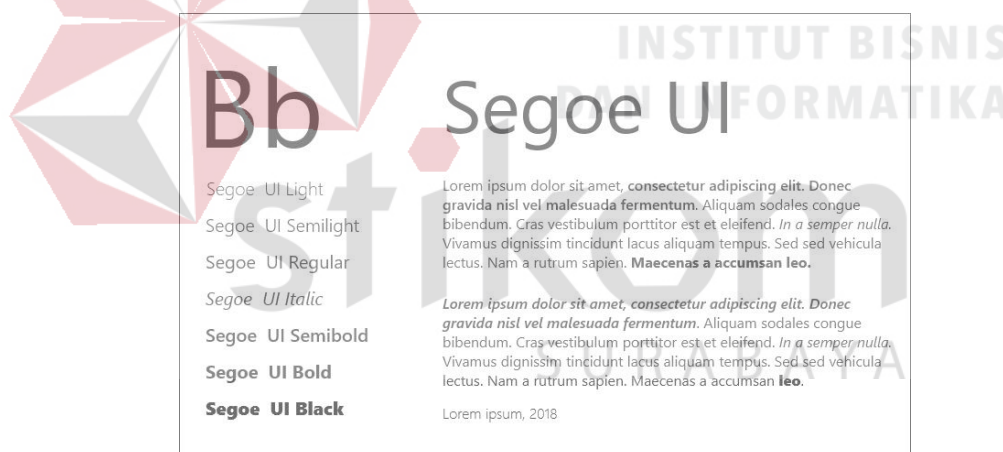 INSTITUT BISNIS
DAN INFORMATIKA
stikom
SURABAYA
Bb
Segoe UI
Segoe UI Light
Segoe UI Semilight
Segoe UI Regular
Segoe UI Italic
Segoe UI Semibold
Segoe UI Bold
Segoe UI Black
Lorem ipsum dolor sit amet, consectetur adipiscing elit. Donec
gravida nisl vel malesuada fermentum. Aliquam sodales congue
bibendum. Cras vestibulum porttitor est et eleifend. In a semper nulla.
Vivamus dignissim tincidunt lacus aliquam tempus. Sed sed vehicula
lectus. Nam a rutrum sapien. Maecenas a accumsan leo.
Lorem ipsum dolor sit amet, consectetur adipiscing elit. Donec
gravida nisl vel malesuada fermentum. Aliquam sodales congue
bibendum. Cras vestibulum porttitor est et eleifend. In a semper nulla.
Vivamus dignissim tincidunt lacus aliquam tempus. Sed sed vehicula
lectus. Nam a rutrum sapien. Maecenas a accumsan leo.
Lorem ipsum, 2018